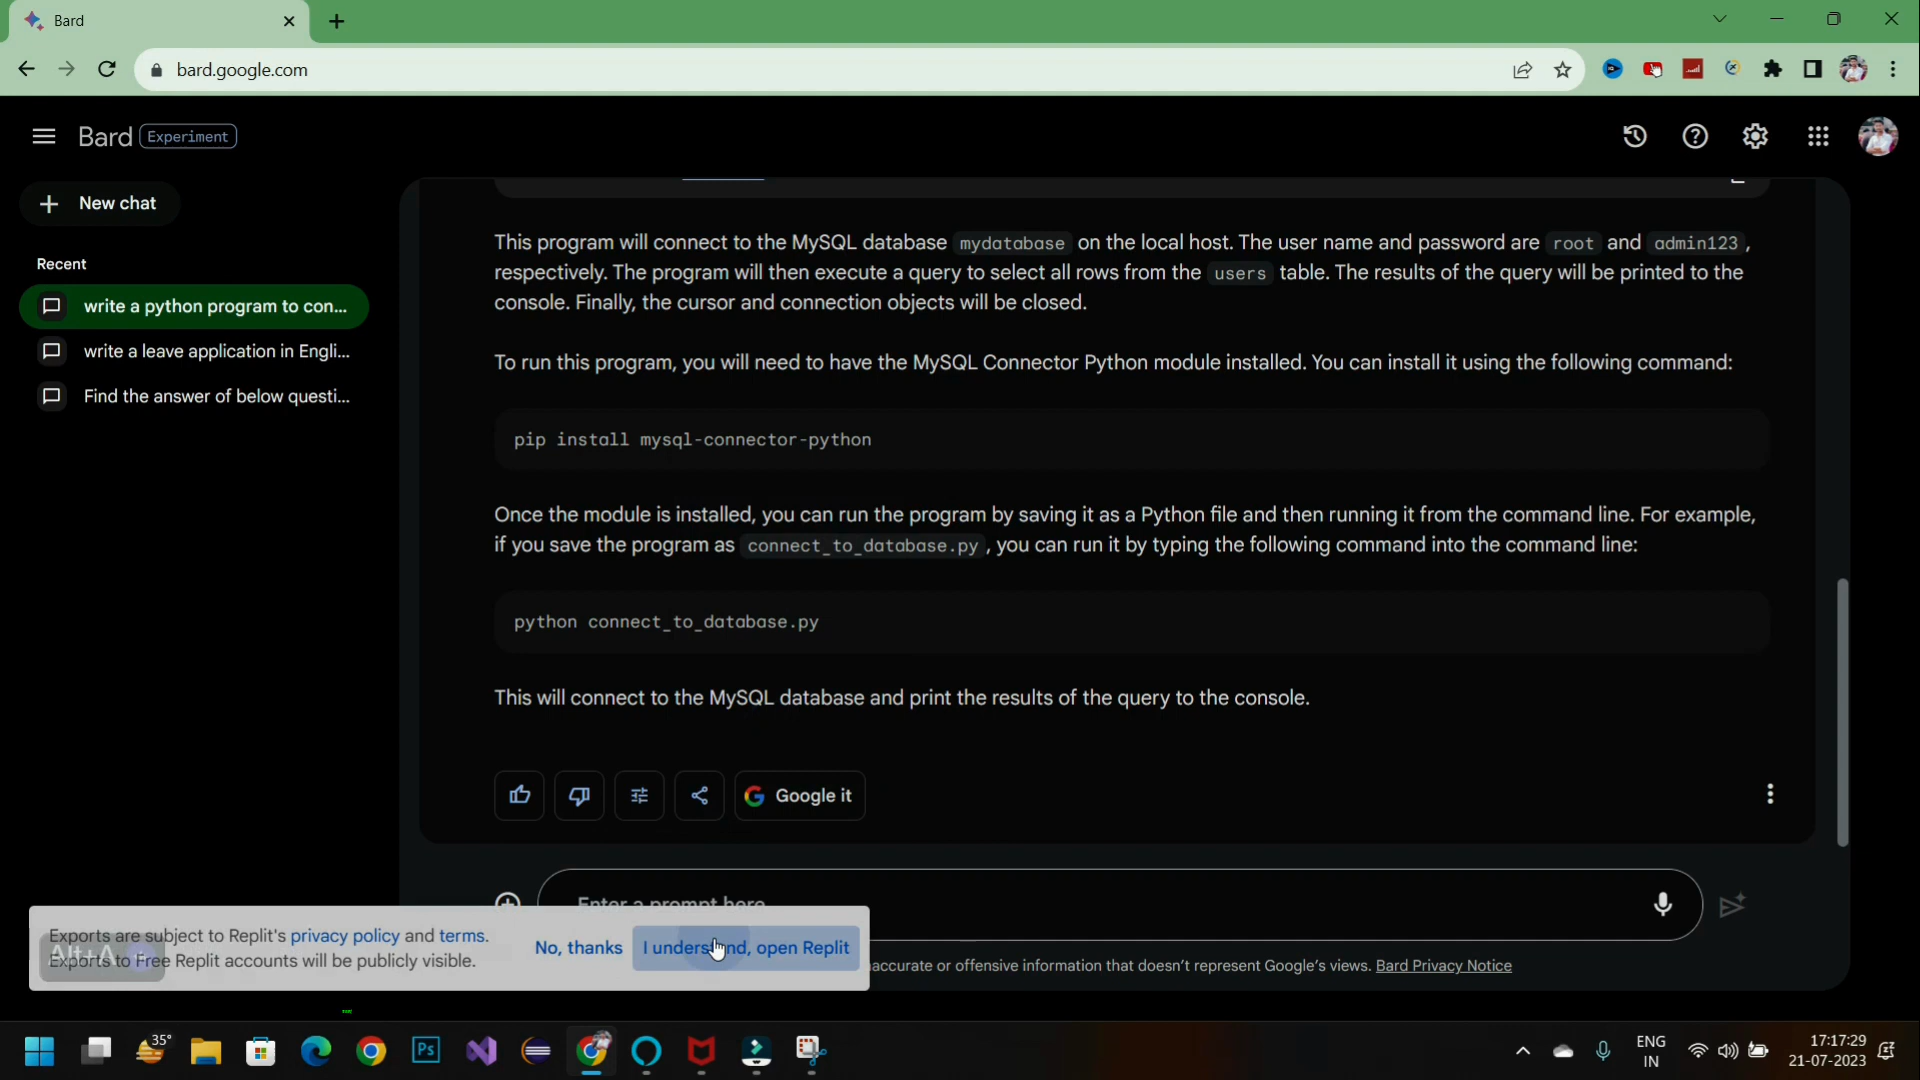 Bard
bard.google.com
Bard Experiment
New chat
Recent
write a python program to con...
write a leave application in Engli...
Find the answer of below questi...
This program will connect to the MySQL database mydatabase on the local host. The user name and password are root and admin123 ,
respectively. The program will then execute a query to select all rows from the users table. The results of the query will be printed to the
console. Finally, the cursor and connection objects will be closed.
To run this program, you will need to have the MySQL Connector Python module installed. You can install it using the following command:
pip install mysql-connector-python
Once the module is installed, you can run the program by saving it as a Python file and then running it from the command line. For example,
if you save the program as connect_to_database.py , you can run it by typing the following command into the command line:
python connect_to_database.py
This will connect to the MySQL database and print the results of the query to the console.
Google it
Enter a prompt here
Exports are subject to Replit's privacy policy and terms.
Exports to Free Replit accounts will be publicly visible.
Alt+A
No, thanks
I understand, open Replit
accurate or offensive information that doesn't represent Google's views. Bard Privacy Notice
35°
Ps
ENG
IN
17:17:29
21-07-2023